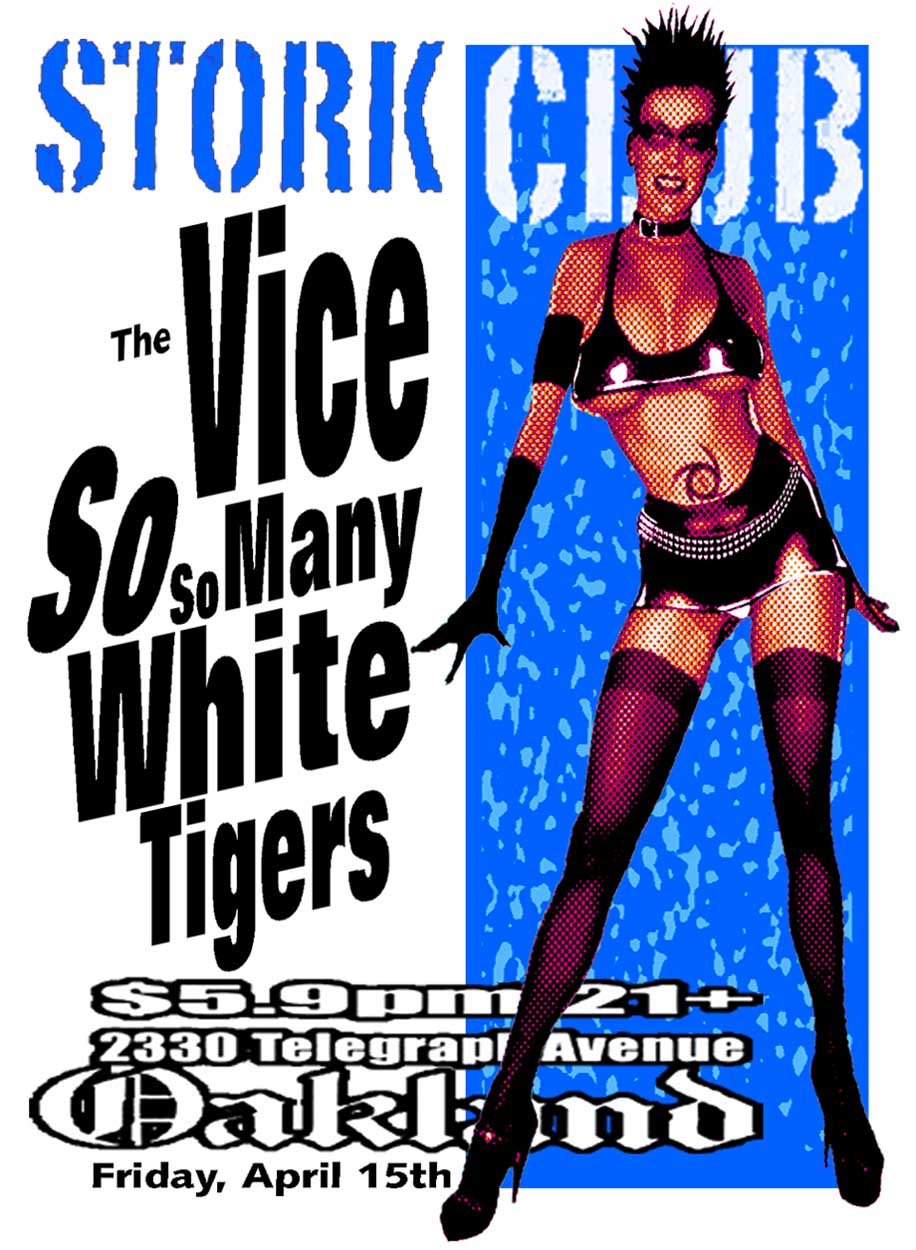 STORK CLUB
The Vice
So So Many
White
Tigers
$5.9pm 21+
2330 Telegraph Avenue
Oakland
Friday, April 15th